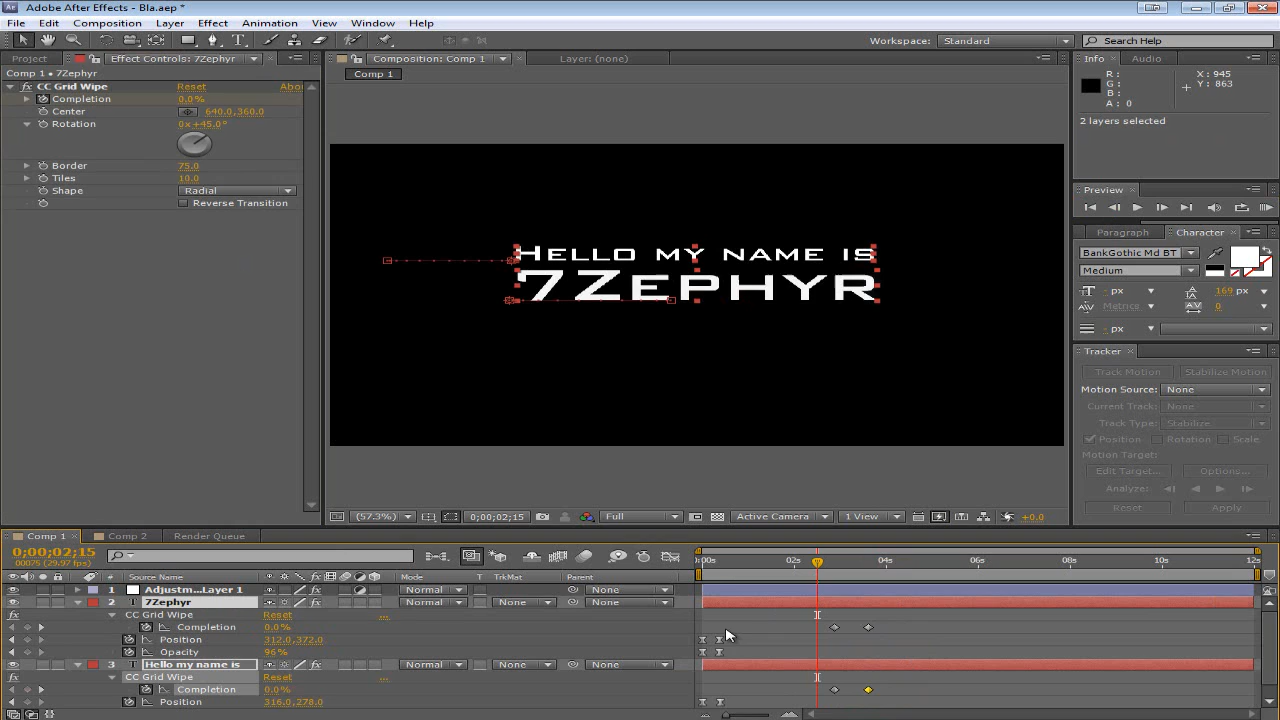 Adobe After Effects - Bla.aep *
File Edit Composition Layer Effect Animation View Window Help
Workspace: Standard Search Help
Project Effect Controls: 7Zephyr Composition: Comp 1 Layer: (none) Info Audio
Comp 1 • 7Zephyr
Comp 1
CC Grid Wipe Reset Abou
Completion 0.0%
Center 640.0,360.0
Rotation 0x+45.0°
Border 75.0
Tiles 10.0
Shape Radial
Reverse Transition
R : X : 945
G : Y : 863
B :
A : 0
2 layers selected
Preview
Paragraph Character
BankGothic Md BT
Medium
- px 169 px
Metrics 0
- px
Tracker
Track Motion Stabilize Motion
Motion Source: None
Current Track: None
Track Type: Stabilize
Position Rotation Scale
Motion Target:
Edit Target... Options...
Analyze:
Reset Apply
Hello my name is
7Zephyr
(57.3%) 0;00;02;15 Full Active Camera 1 View +0.0
Comp 1 Comp 2 Render Queue
0;00;02;15
00075 (29.97 fps)
:00s 02s 04s 06s 08s 10s 12s
# Source Name Mode T TrkMat Parent
1 Adjustm...Layer 1 Normal None
2 T 7Zephyr Normal None None
CC Grid Wipe Reset ...
Completion 0.0%
Position 312.0,372.0
Opacity 96%
3 T Hello my name is Normal None None
CC Grid Wipe Reset ...
Completion 0.0%
Position 316.0,278.0